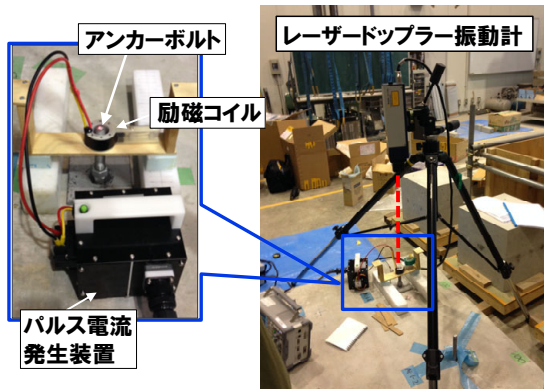 アンカーボルト
励磁コイル
パルス電流
発生装置
レーザードップラー振動計